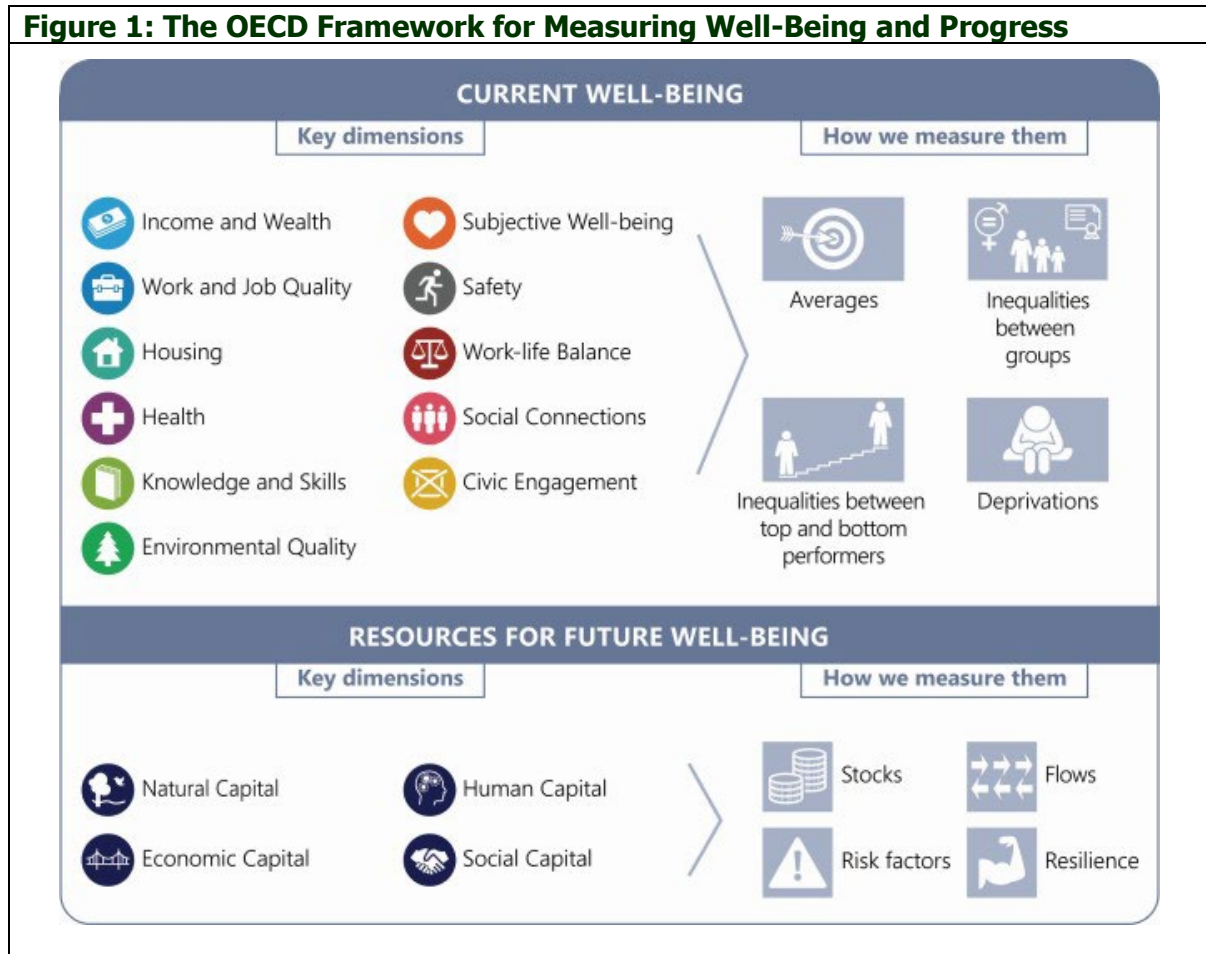 Figure 1: The OECD Framework for Measuring Well-Being and Progress
CURRENT WELL-BEING
Key dimensions
How we measure them
Income and Wealth
Work and Job Quality
Housing
Health
Knowledge and Skills
Environmental Quality
Subjective Well-being
Safety
Work-life Balance
Social Connections
Civic Engagement
Averages
Inequalities
between
groups
Inequalities between
top and bottom
performers
Deprivations
RESOURCES FOR FUTURE WELL-BEING
Key dimensions
How we measure them
Natural Capital
Economic Capital
Human Capital
Social Capital
Stocks
Flows
Risk factors
Resilience